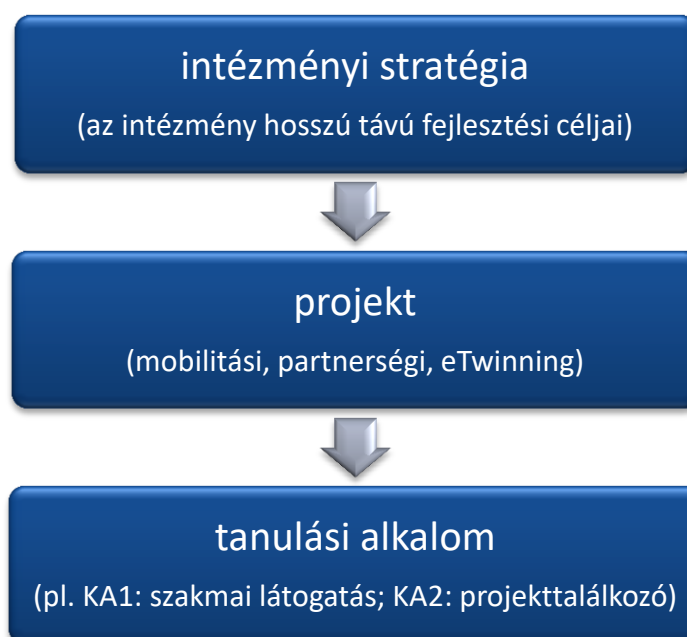 intézményi stratégia
(az intézmény hosszú távú fejlesztési céljai)
projekt
(mobilitási, partnerségi, eTwinning)
tanulási alkalom
(pl. KA1: szakmai látogatás; KA2: projekttalálkozó)